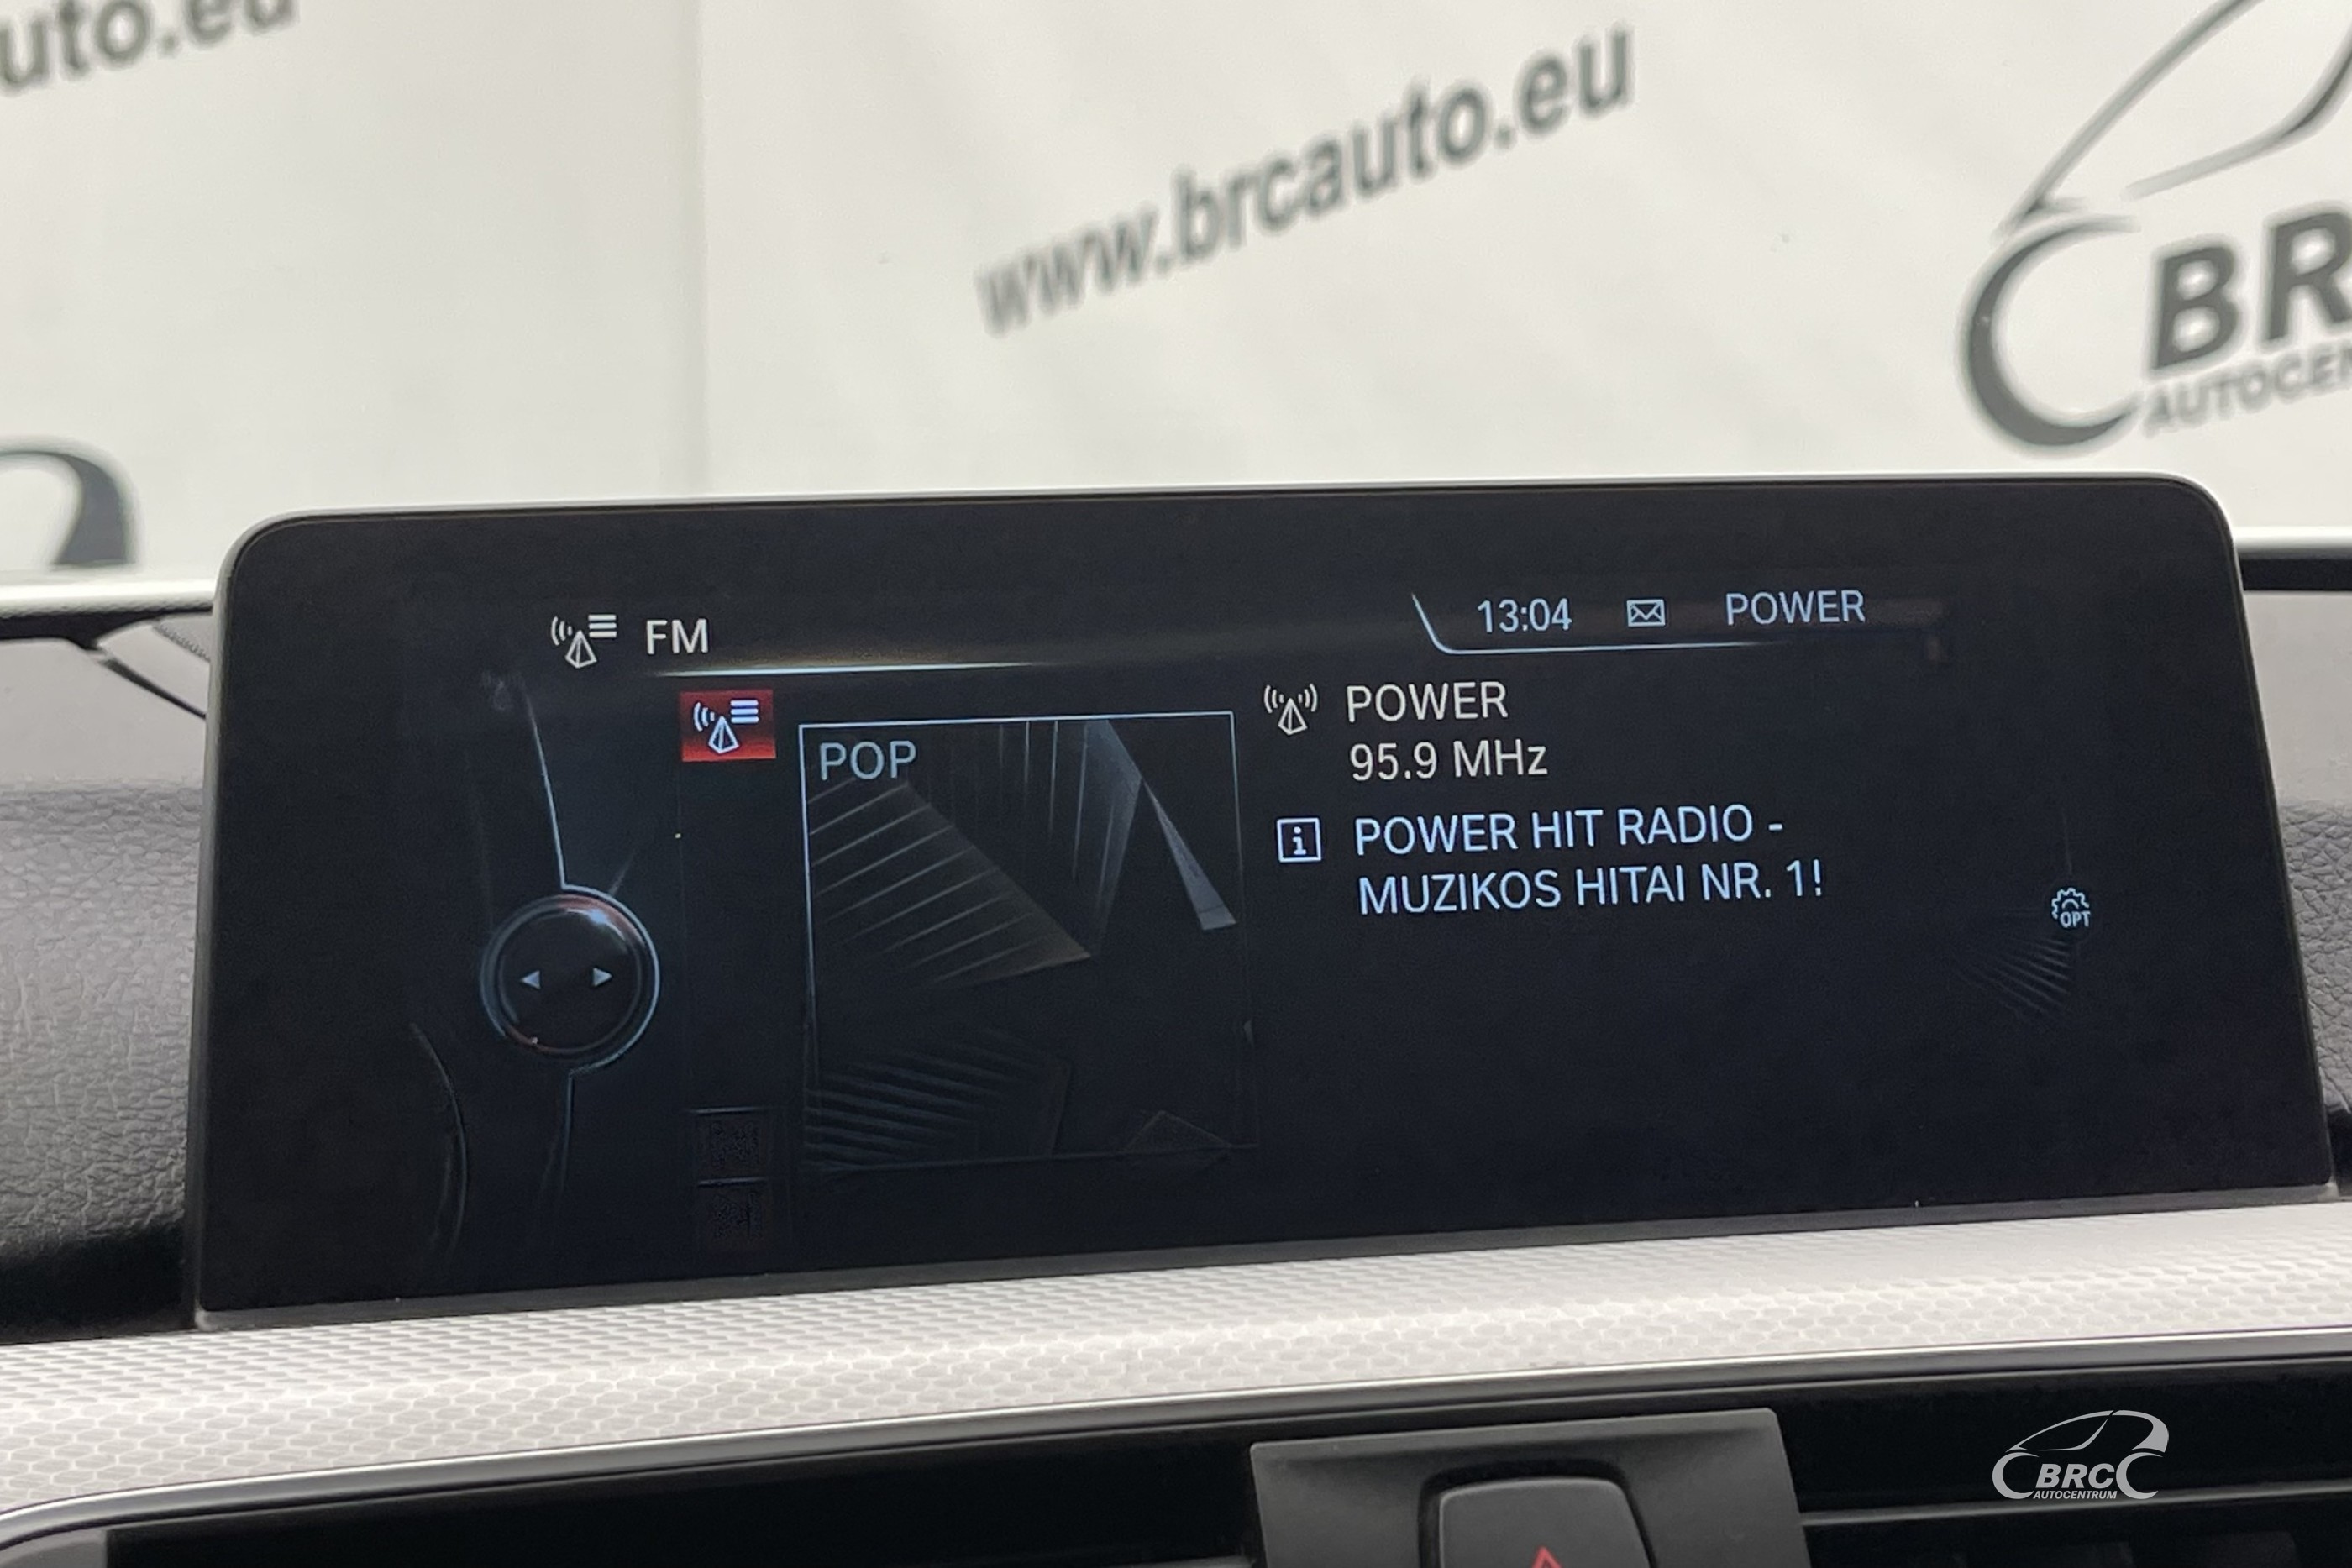 uto.eu
www.brcauto.eu
BR
AUTOCEN
FM
13:04
POWER
POP
POWER
95.9 MHz
POWER HIT RADIO -
MUZIKOS HITAI NR. 1!
OPT
BRC
AUTOCENTRUM